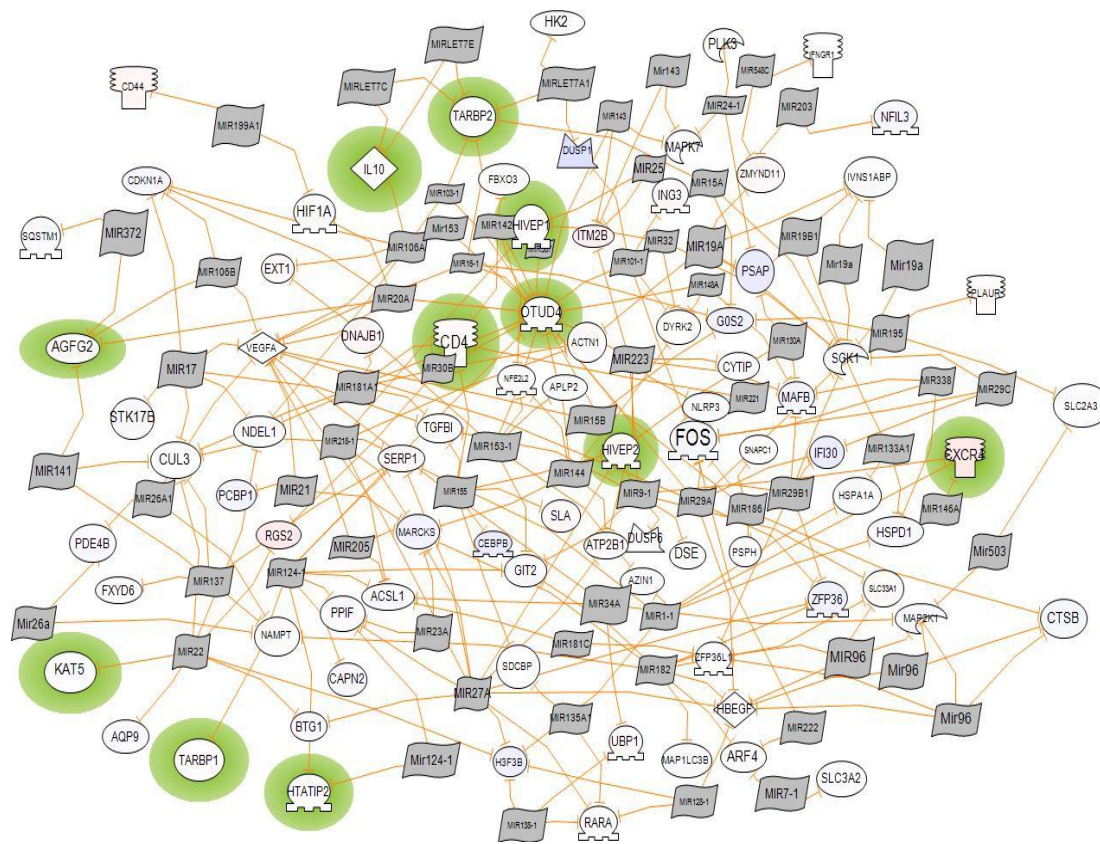 HK2
MIRLET7E
PLK3
IFNGR1
CD44
MIRLET7C
MIRLET7A1
Mir143
MIR548C
MIR24-1
MIR203
NFIL3
MIR199A1
TARBP2
MIR143
MAPK7
DUSP1
IL10
MIR25
ZMYND11
IVNS1ABP
CDKN1A
FBXO3
MIR15A
MIR103-1
ING3
HIF1A
SQSTM1
MIR372
Mir153
MIR142
HIVEP1
ITM2B
MIR32
MIR19A
MIR19B1
MIR106A
Mir19a
Mir19a
EXT1
MIR16-1
MIR101-1
PSAP
MIR106B
MIR148A
PLAUR
MIR20A
OTUD4
G0S2
MIR195
DYRK2
DNAJB1
CD4
ACTN1
MIR130A
AGFG2
VEGFA
MIR223
SGK1
MIR17
MIR30B
CYTIP
NFE2L2
APLP2
MIR338
MIR29C
MIR181A1
NLRP3
MIR221
MAFB
SLC2A3
STK17B
NDEL1
TGFBI
MIR15B
FOS
MIR218-1
MIR153-1
HIVEP2
SNAPC1
IFI30
MIR133A1
CXCR4
CUL3
SERP1
MIR141
MIR144
MIR21
MIR155
MIR9-1
MIR29B1
HSPA1A
MIR26A1
PCBP1
MIR29A
MIR186
MIR146A
SLA
RGS2
MARCKS
HSPD1
PDE4B
MIR205
CEBPB
ATP2B1
DUSP6
DSE
PSPH
Mir503
GIT2
MIR137
MIR124-1
FXYD6
ACSL1
AZIN1
SLC33A1
ZFP36
PPIF
MIR34A
MIR1-1
MAP2K1
CTSB
Mir26a
NAMPT
MIR23A
MIR22
MIR181C
ZFP36L1
MIR96
KAT5
SDCBP
MIR182
Mir96
CAPN2
MIR27A
HBEGF
BTG1
MIR135A1
Mir96
AQP9
MIR222
UBP1
TARBP1
Mir124-1
H3F3B
MAP1LC3B
ARF4
SLC3A2
HTATIP2
MIR7-1
MIR128-1
RARA
MIR138-1